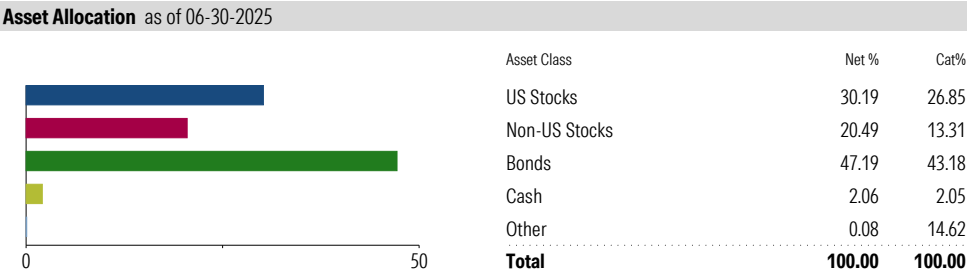 Asset Allocation as of 06-30-2025
Asset Class Net % Cat%
US Stocks 30.19 26.85
Non-US Stocks 20.49 13.31
Bonds 47.19 43.18
Cash 2.06 2.05
Other 0.08 14.62
Total 100.00 100.00
0 50